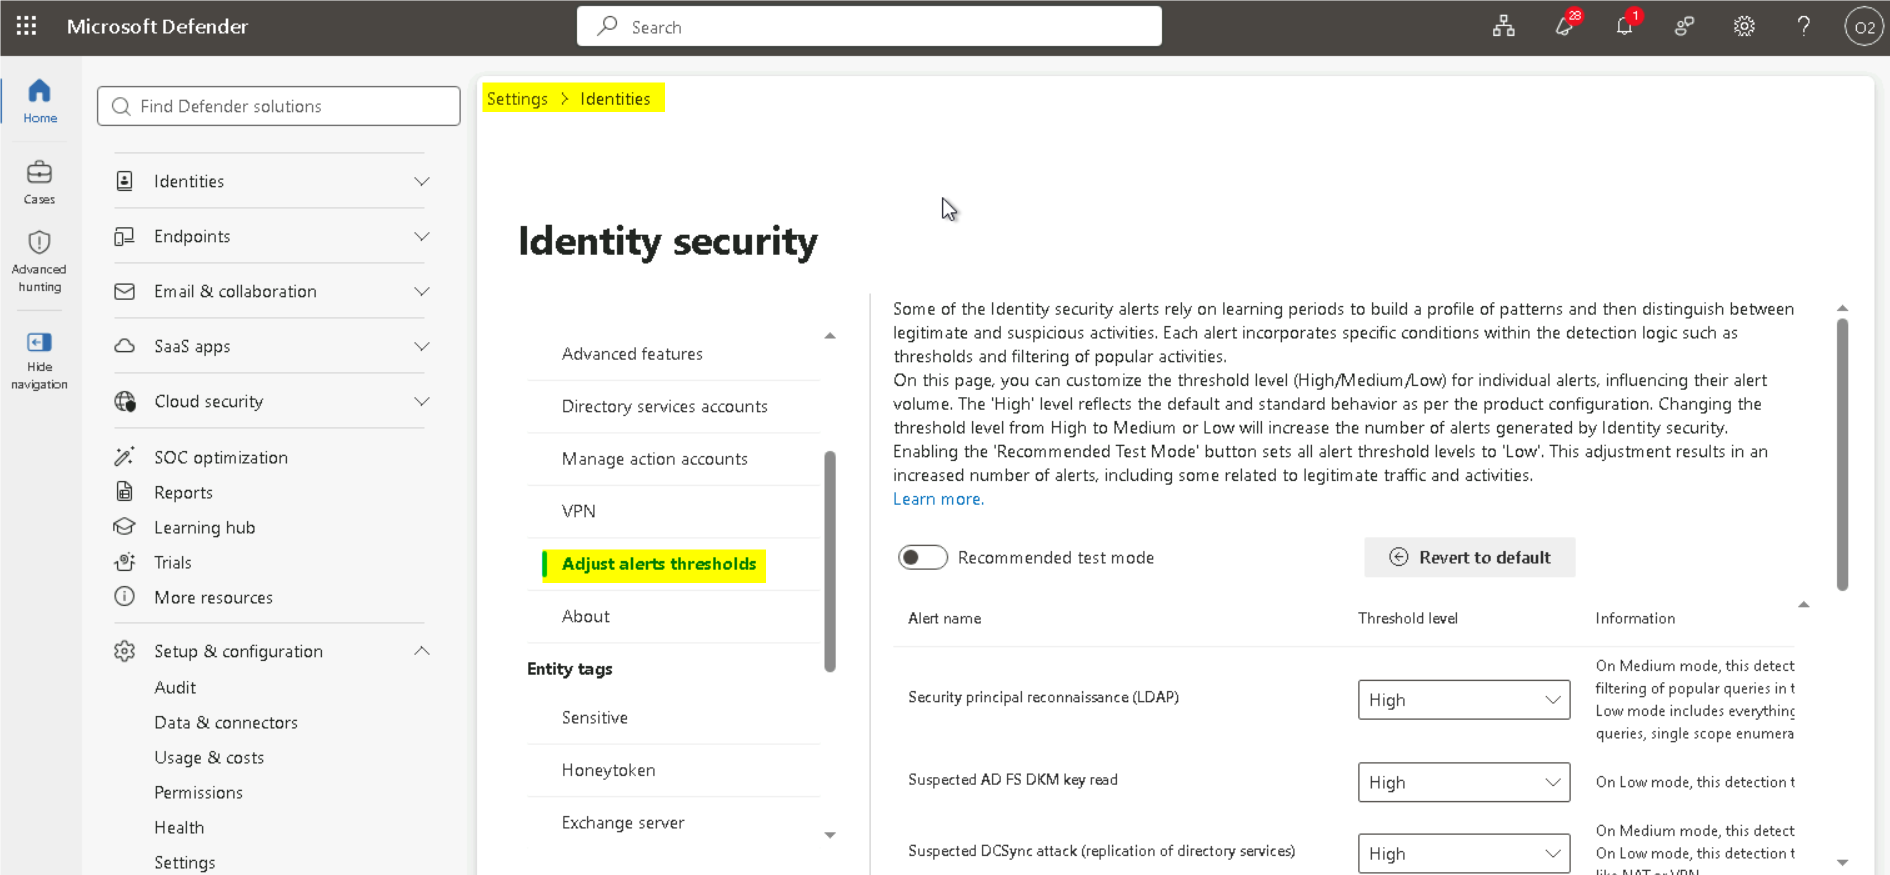 Microsoft Defender
Search
28
1
O2
Home
Cases
Advanced
hunting
Hide
navigation
Find Defender solutions
Identities
Endpoints
Email & collaboration
SaaS apps
Cloud security
SOC optimization
Reports
Learning hub
Trials
More resources
Setup & configuration
Audit
Data & connectors
Usage & costs
Permissions
Health
Settings
Settings > Identities
Identity security
Advanced features
Directory services accounts
Manage action accounts
VPN
Adjust alerts thresholds
About
Entity tags
Sensitive
Honeytoken
Exchange server
Some of the Identity security alerts rely on learning periods to build a profile of patterns and then distinguish between
legitimate and suspicious activities. Each alert incorporates specific conditions within the detection logic such as
thresholds and filtering of popular activities.
On this page, you can customize the threshold level (High/Medium/Low) for individual alerts, influencing their alert
volume. The 'High' level reflects the default and standard behavior as per the product configuration. Changing the
threshold level from High to Medium or Low will increase the number of alerts generated by Identity security.
Enabling the 'Recommended Test Mode' button sets all alert threshold levels to 'Low'. This adjustment results in an
increased number of alerts, including some related to legitimate traffic and activities.
Learn more.
Recommended test mode
Revert to default
Alert name Threshold level Information
Security principal reconnaissance (LDAP)
High
On Medium mode, this detect
filtering of popular queries in t
Low mode includes everything
queries, single scope enumera
Suspected AD FS DKM key read
High
On Low mode, this detection t
Suspected DCSync attack (replication of directory services)
High
On Medium mode, this detect
On Low mode, this detection t
like NAT or VPN